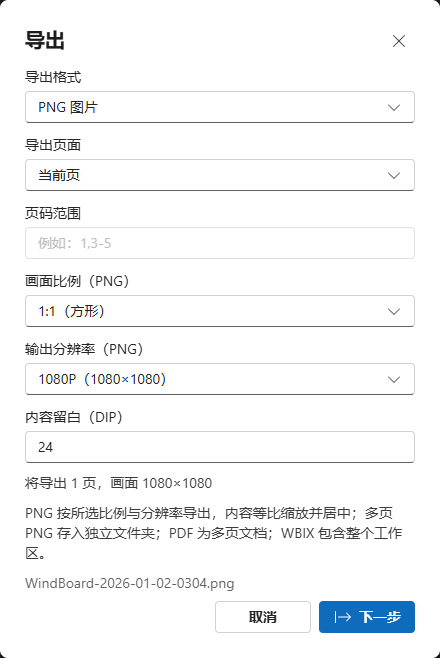 导出
导出格式
PNG 图片
导出页面
当前页
页码范围
例如：1,3-5
画面比例（PNG）
1:1（方形）
输出分辨率（PNG）
1080P（1080×1080）
内容留白（DIP）
24
将导出 1 页，画面 1080×1080
PNG 按所选比例与分辨率导出，内容等比缩放并居中；多页
PNG 存入独立文件夹；PDF 为多页文档；WBIX 包含整个工作
区。
WindBoard-2026-01-02-0304.png
取消
下一步